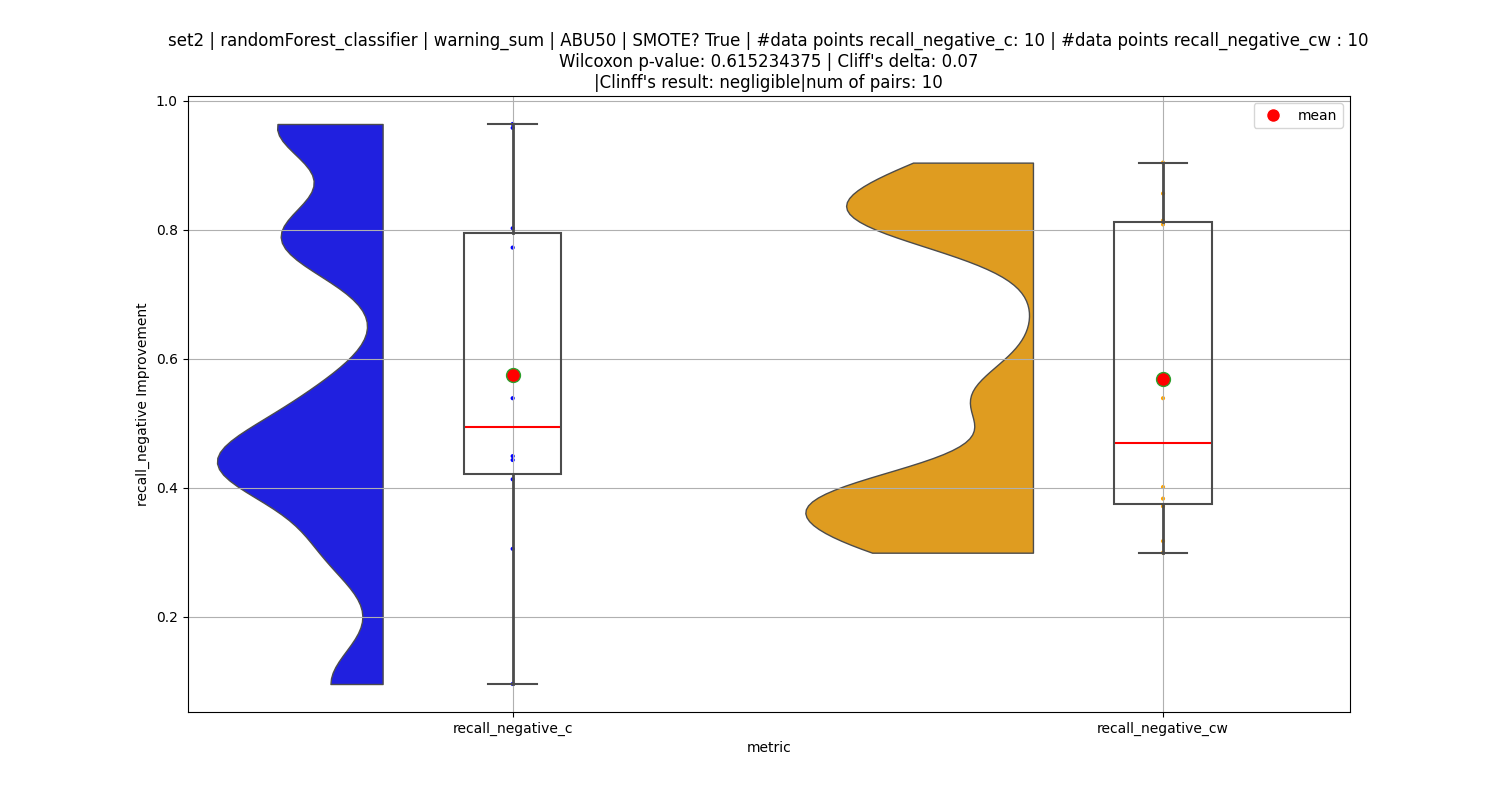 set2 | randomForest_classifier | warning_sum | ABU50 | SMOTE? True | #data points recall_negative_c: 10 | #data points recall_negative_cw : 10
Wilcoxon p-value: 0.615234375 | Cliff's delta: 0.07
|Clinff's result: negligible|num of pairs: 10
mean
1.0
0.8
0.6
0.4
0.2
recall_negative Improvement
recall_negative_c
recall_negative_cw
metric